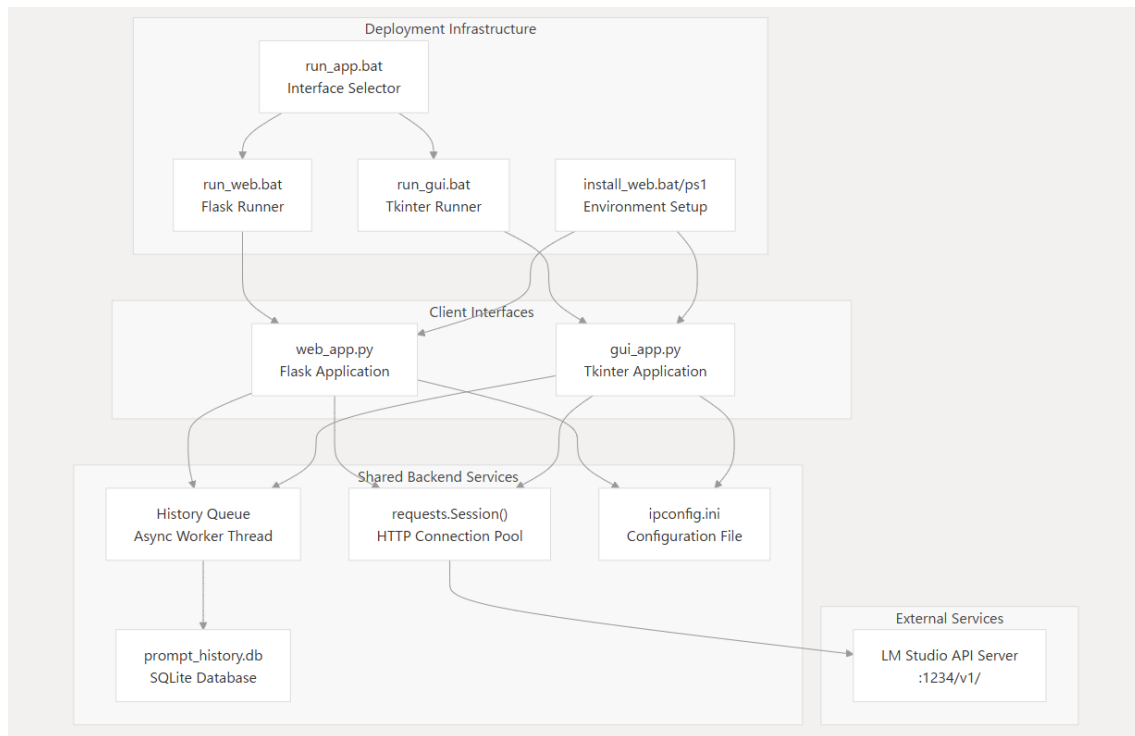 Deployment Infrastructure
run_app.bat
Interface Selector
run_web.bat
Flask Runner
run_gui.bat
Tkinter Runner
install_web.bat/ps1
Environment Setup
Client Interfaces
web_app.py
Flask Application
gui_app.py
Tkinter Application
Shared Backend Services
History Queue
Async Worker Thread
requests.Session()
HTTP Connection Pool
ipconfig.ini
Configuration File
prompt_history.db
SQLite Database
External Services
LM Studio API Server
:1234/v1/